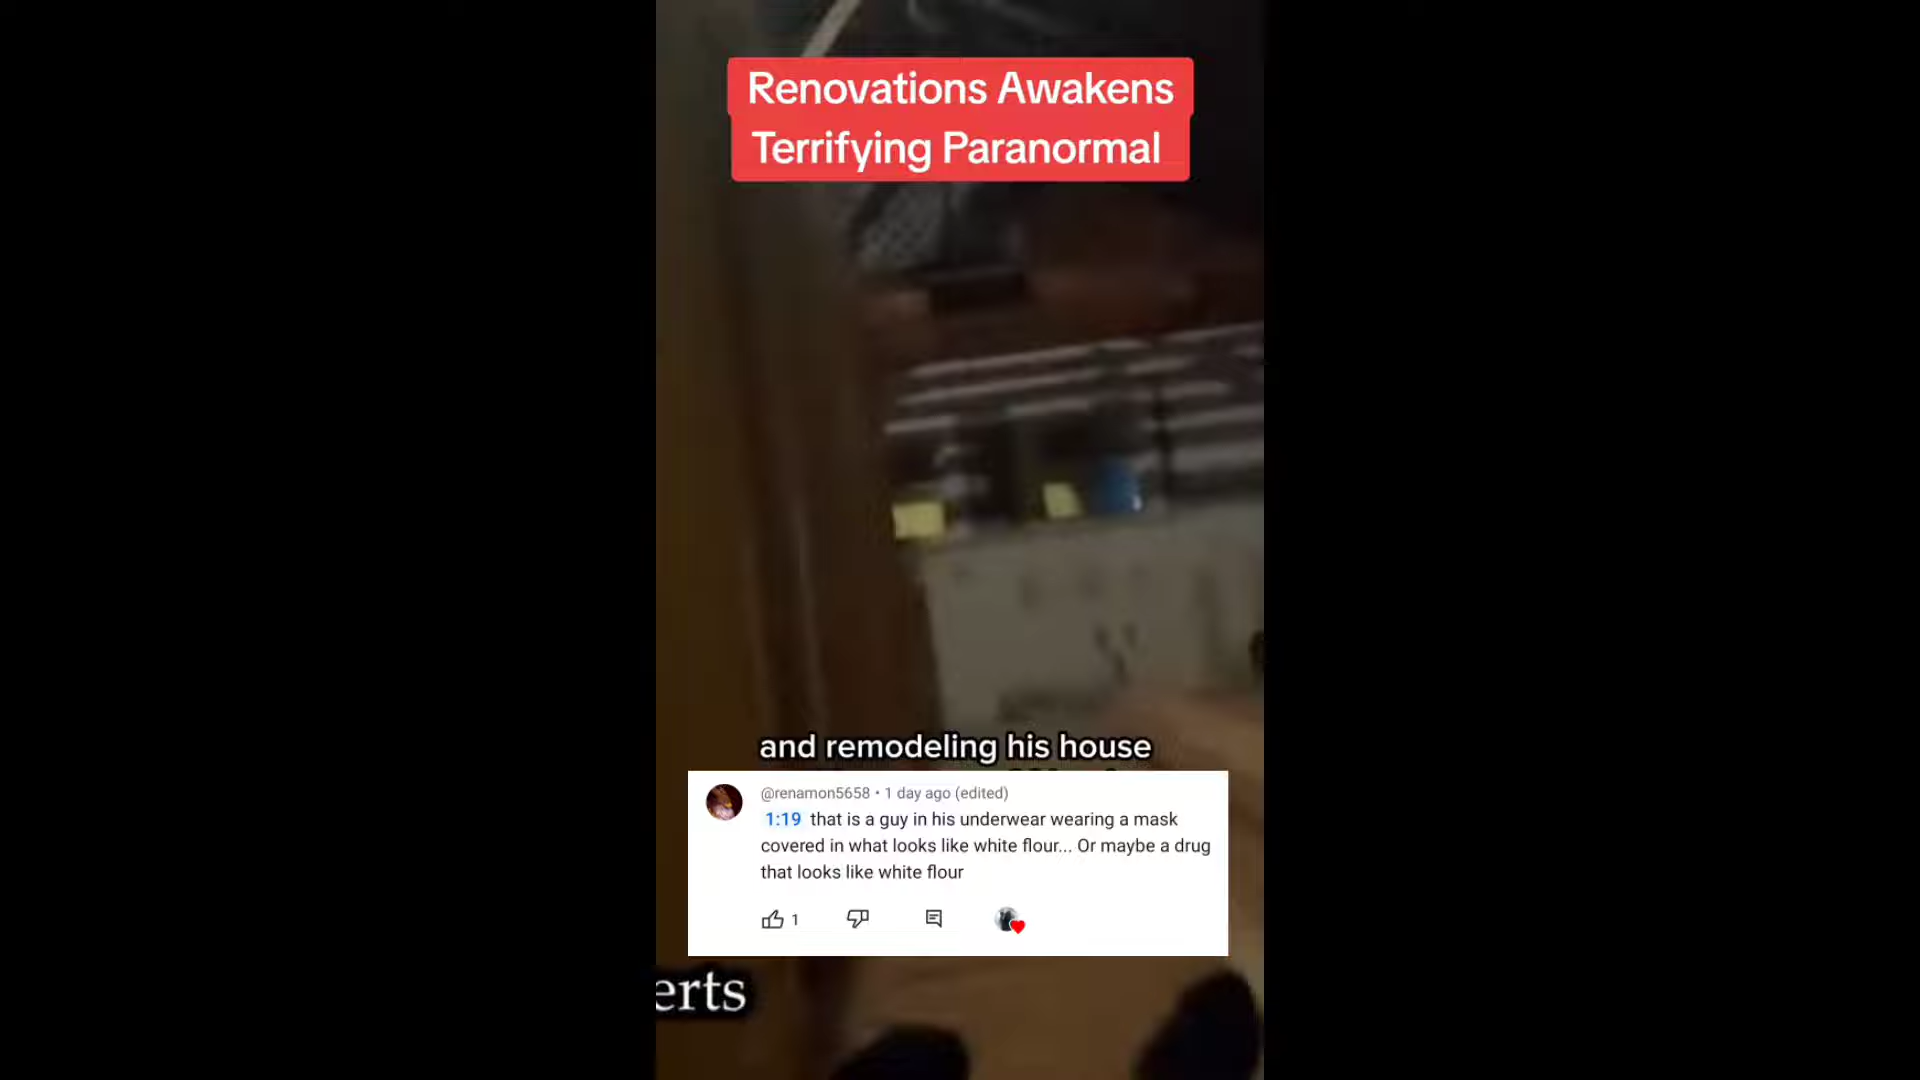 Renovations Awakens
Terrifying Paranormal
and remodeling his house
@renamon5658 • 1 day ago (edited)
1:19 that is a guy in his underwear wearing a mask
covered in what looks like white flour... Or maybe a drug
that looks like white flour
1
erts